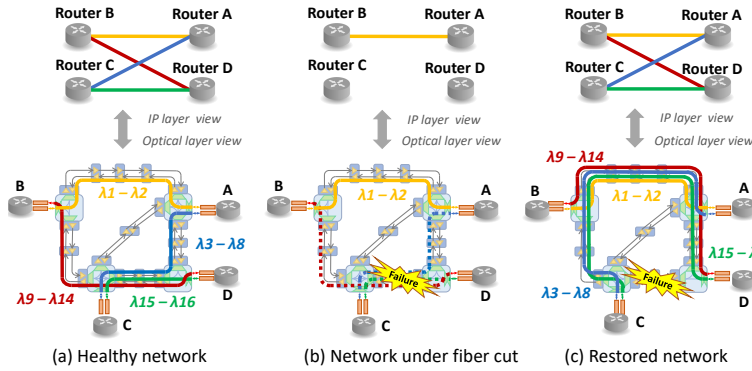 Router B Router A Router B Router A Router B Router A
Router C Router D Router C Router D Router C Router D
IP layer view IP layer view IP layer view
Optical layer view Optical layer view Optical layer view
λ9 – λ14
B A B A B A
λ1 – λ2 λ1 – λ2 λ1 – λ2
λ3 – λ8
λ15 –
Failure Failure
λ9 – λ14 λ15 – λ16 D D λ3 – λ8 D
C C C
(a) Healthy network (b) Network under fiber cut (c) Restored network